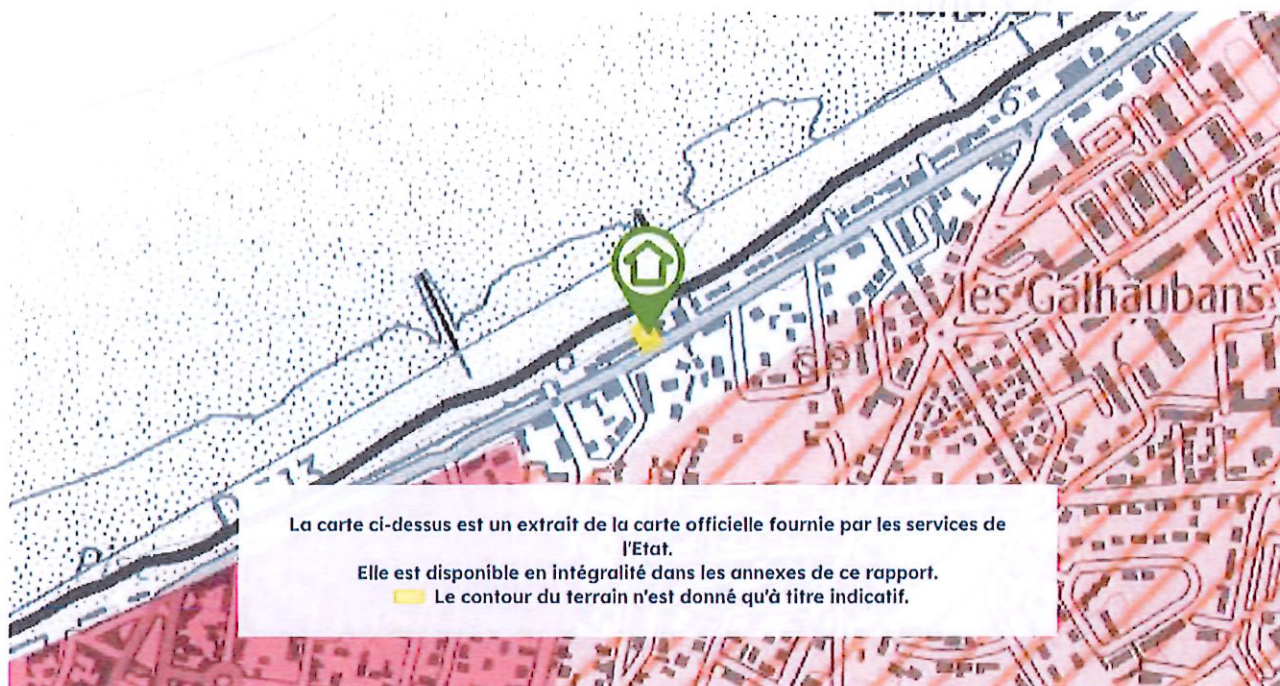 6
les Galhaubans
La carte ci-dessus est un extrait de la carte officielle fournie par les services de
l'Etat.
Elle est disponible en intégralité dans les annexes de ce rapport.
Le contour du terrain n'est donné qu'à titre indicatif.